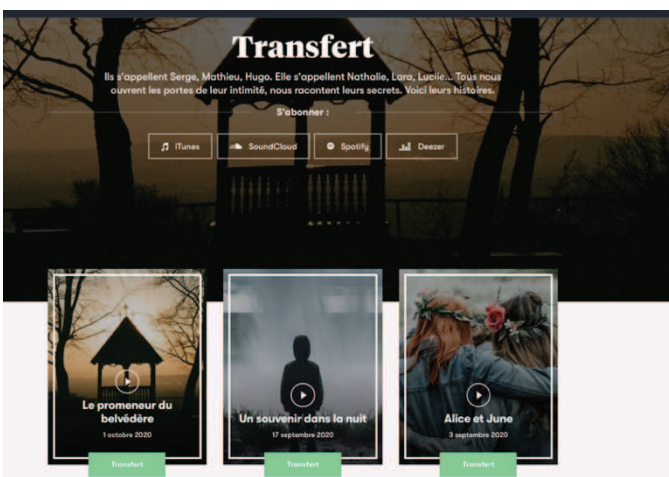 Transfert
Ils s'appellent Serge, Mathieu, Hugo. Elle s'appellent Nathalie, Lara, Lucile... Tous nous
ouvrent les portes de leur intimité, nous racontent leurs secrets. Voici leurs histoires.
S'abonner :
iTunes
SoundCloud
Spotify
Deezer
Le promeneur du
belvédère
1 octobre 2020
Transfert
Un souvenir dans la nuit
17 septembre 2020
Transfert
Alice et June
3 septembre 2020
Transfert